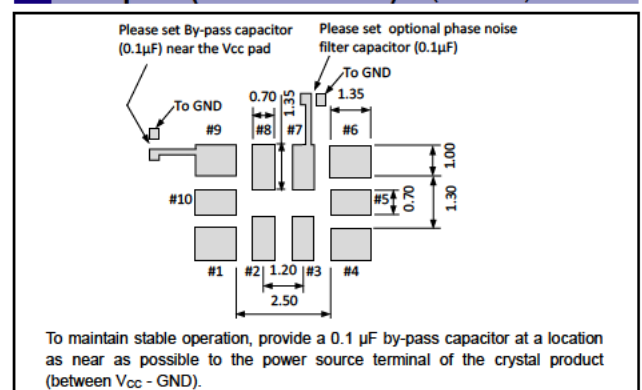 Please set By-pass capacitor
(0.1µF) near the Vcc pad
Please set optional phase noise
filter capacitor (0.1µF)
To GND
To GND
0.70
1.35
1.35
#9
#8
#7
#6
1.00
#10
#5
0.70
1.30
#1
#2
1.20
#3
#4
2.50
To maintain stable operation, provide a 0.1 µF by-pass capacitor at a location
as near as possible to the power source terminal of the crystal product
(between VCC - GND).